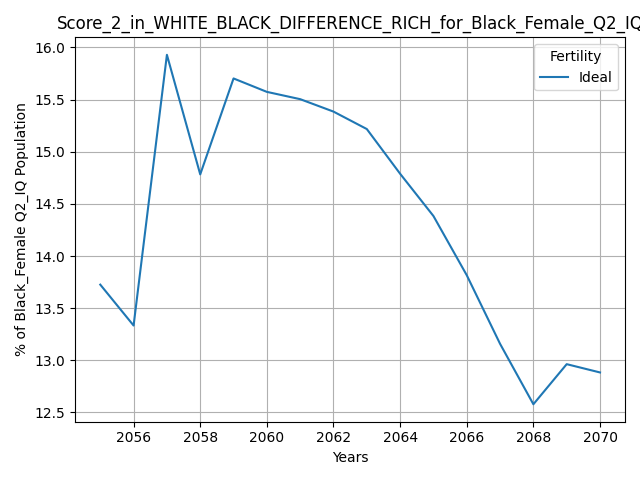 Score_2_in_WHITE_BLACK_DIFFERENCE_RICH_for_Black_Female_Q2_IQ
Fertility
Ideal
16.0
15.5
15.0
14.5
14.0
13.5
13.0
12.5
% of Black_Female Q2_IQ Population
2056 2058 2060 2062 2064 2066 2068 2070
Years